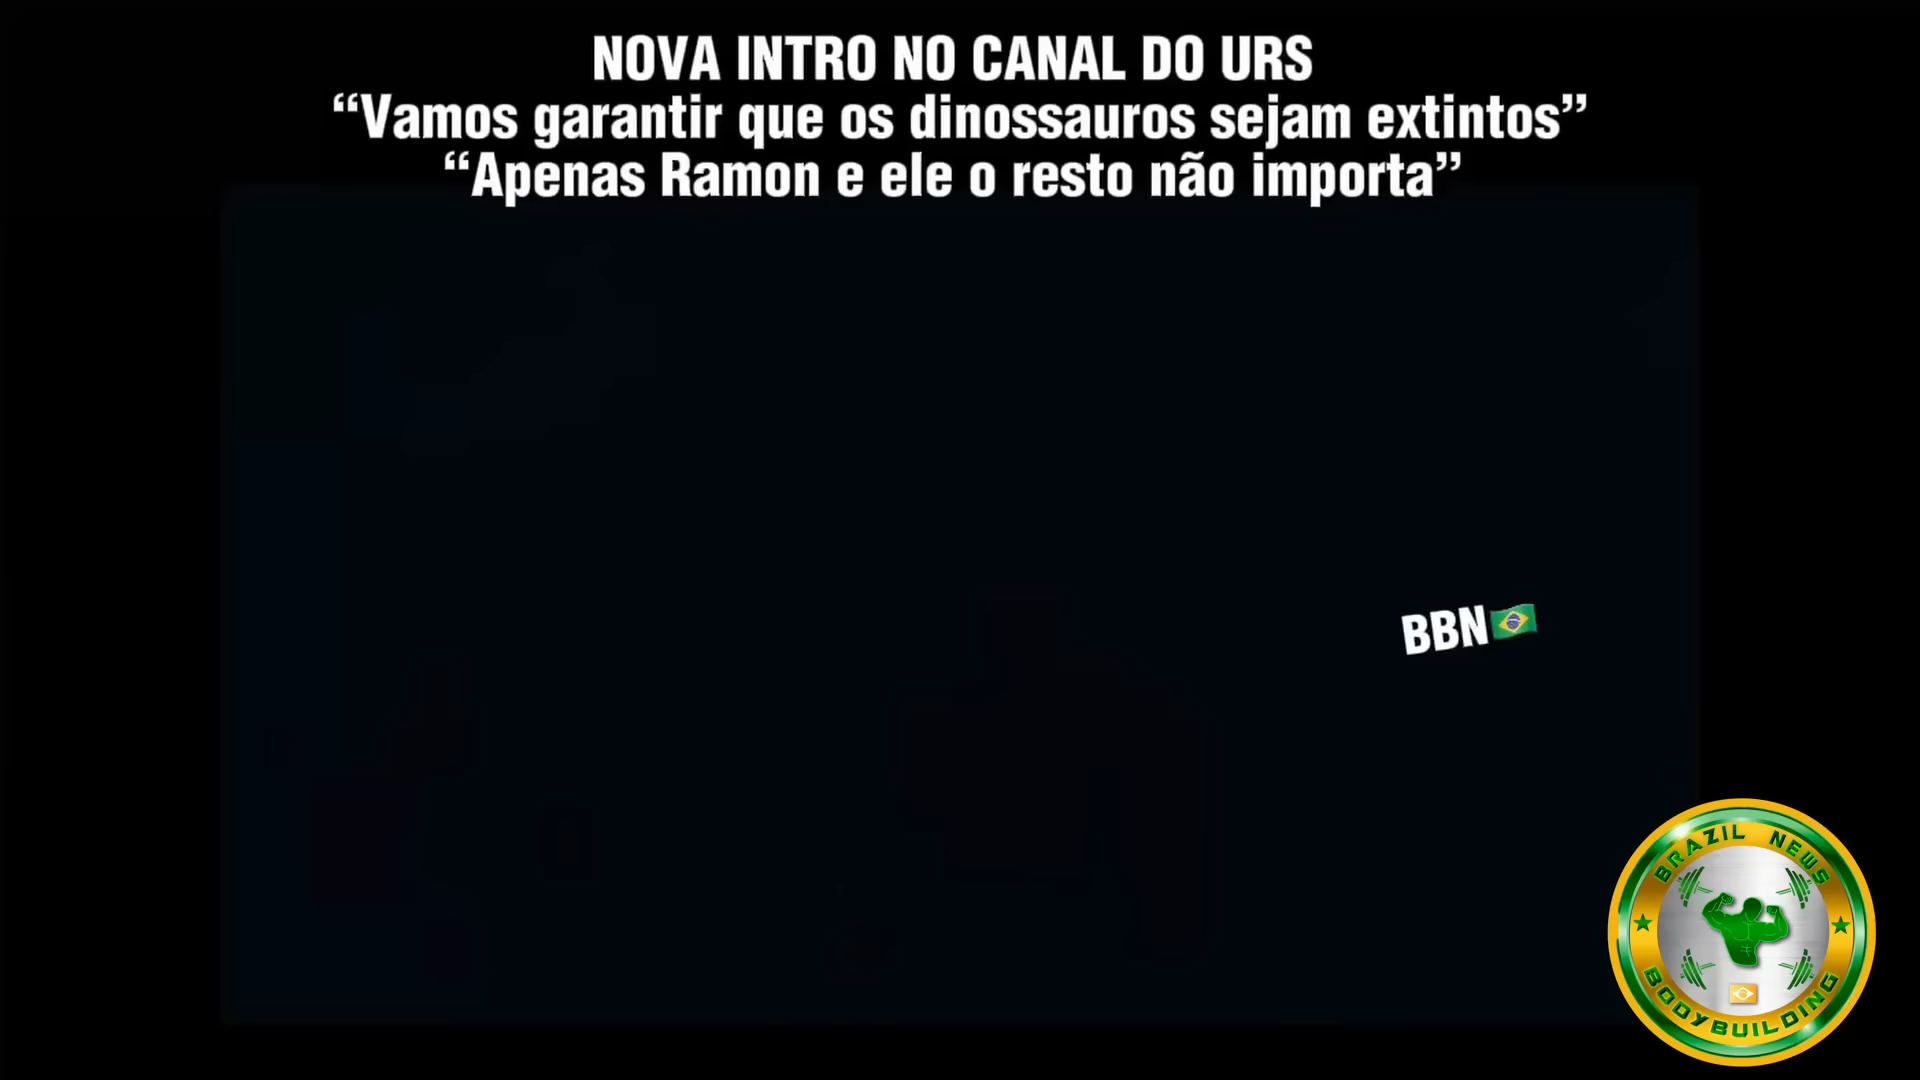 NOVA INTRO NO CANAL DO URS
“Vamos garantir que os dinossauros sejam extintos”
“Apenas Ramon e ele o resto não importa”
BBN🇧🇷
BRAZIL NEWS
BODYBUILDING